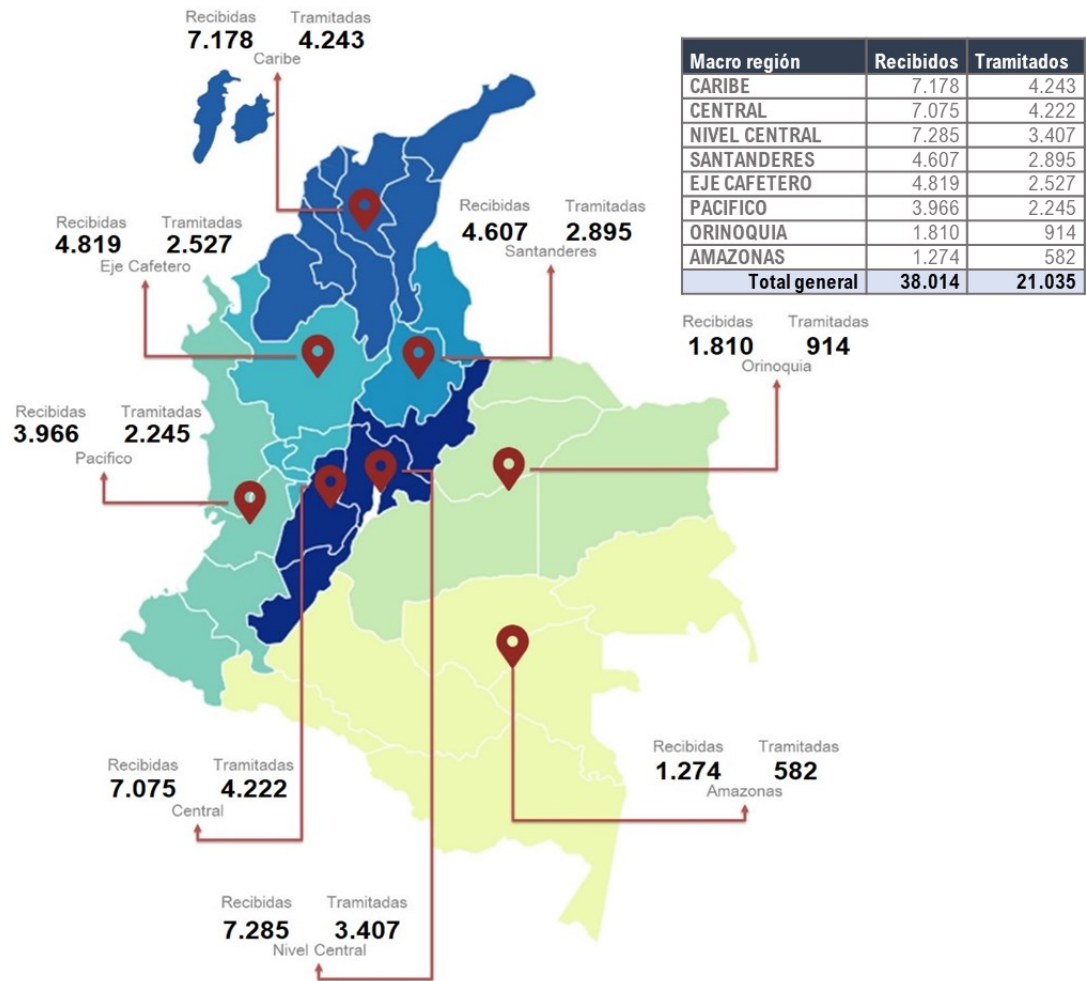 Recibidas Tramitadas
7.178 4.243
Caribe
Macro región Recibidos Tramitados
CARIBE 7.178 4.243
CENTRAL 7.075 4.222
NIVEL CENTRAL 7.285 3.407
SANTANDERES 4.607 2.895
EJE CAFETERO 4.819 2.527
PACIFICO 3.966 2.245
ORINOQUIA 1.810 914
AMAZONAS 1.274 582
Total general 38.014 21.035
Recibidas Tramitadas
4.819 2.527
Eje Cafetero
Recibidas Tramitadas
4.607 2.895
Santanderes
Recibidas Tramitadas
1.810 914
Orinoquia
Recibidas Tramitadas
3.966 2.245
Pacifico
Recibidas Tramitadas
7.075 4.222
Central
Recibidas Tramitadas
1.274 582
Amazonas
Recibidas Tramitadas
7.285 3.407
Nivel Central